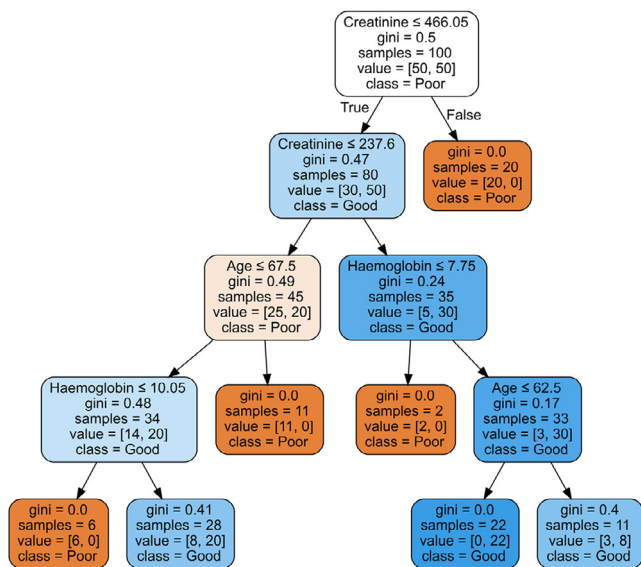 Creatinine ≤ 466.05
gini = 0.5
samples = 100
value = [50, 50]
class = Poor
True
False
Creatinine ≤ 237.6
gini = 0.47
samples = 80
value = [30, 50]
class = Good
gini = 0.0
samples = 20
value = [20, 0]
class = Poor
Age ≤ 67.5
gini = 0.49
samples = 45
value = [25, 20]
class = Poor
Haemoglobin ≤ 7.75
gini = 0.24
samples = 35
value = [5, 30]
class = Good
Haemoglobin ≤ 10.05
gini = 0.48
samples = 34
value = [14, 20]
class = Good
gini = 0.0
samples = 11
value = [11, 0]
class = Poor
gini = 0.0
samples = 2
value = [2, 0]
class = Poor
Age ≤ 62.5
gini = 0.17
samples = 33
value = [3, 30]
class = Good
gini = 0.0
samples = 6
value = [6, 0]
class = Poor
gini = 0.41
samples = 28
value = [8, 20]
class = Good
gini = 0.0
samples = 22
value = [0, 22]
class = Good
gini = 0.4
samples = 11
value = [3, 8]
class = Good